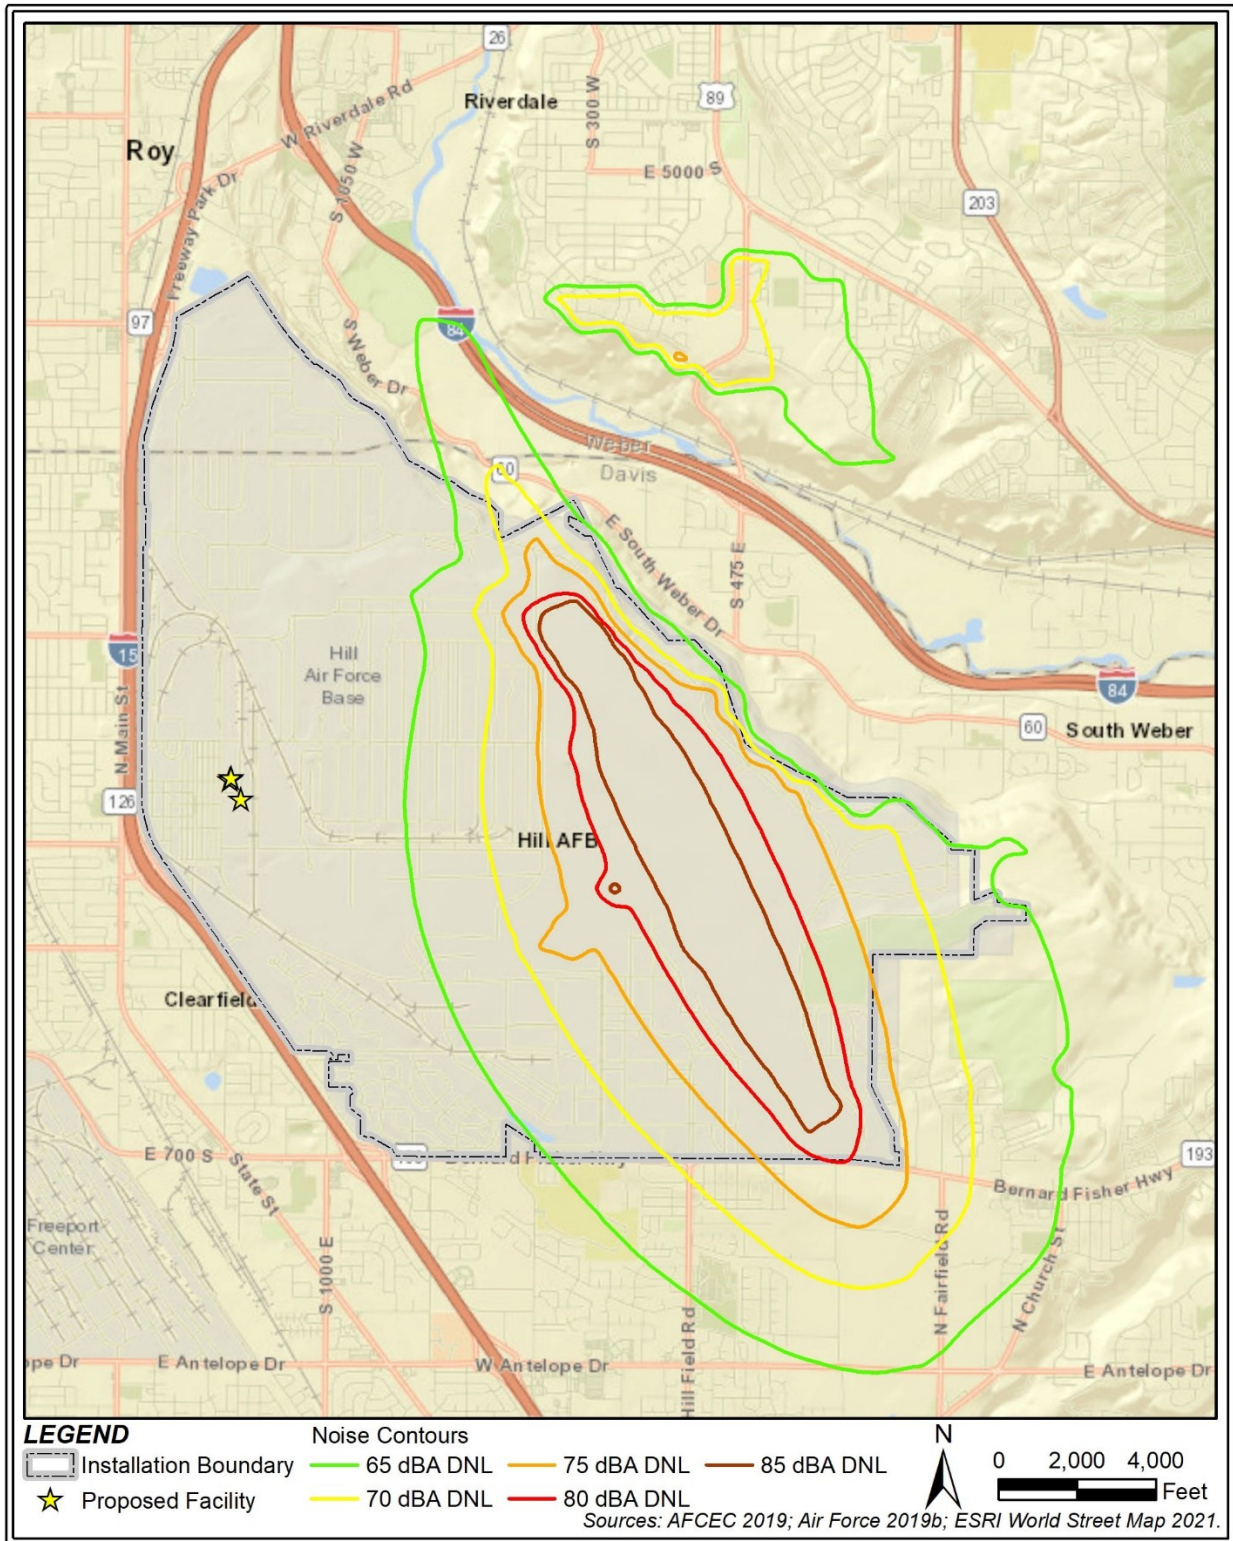 26
Riverdale
S 300 W
89
W Riverdale Rd
Roy
S 1050 W
E 5000 S
203
Freeway Park Dr
97
84
S Weber Dr
Weber
60
Davis
E South Weber Dr
S 475 E
15
Hill
Air Force
Base
84
N Main St
60
South Weber
126
Hill AFB
Clearfield
E 700 S
Bernard Fisher Hwy
193
Bernard Fisher Hwy
State St
Freeport
Center
S 1000 E
N Fairfield Rd
N Church St
Hill Field Rd
ope Dr
E Antelope Dr
W Antelope Dr
E Antelope Dr
LEGEND
Noise Contours
Installation Boundary
65 dBA DNL
75 dBA DNL
85 dBA DNL
Proposed Facility
70 dBA DNL
80 dBA DNL
N
0 2,000 4,000
Feet
Sources: AFCEC 2019; Air Force 2019b; ESRI World Street Map 2021.